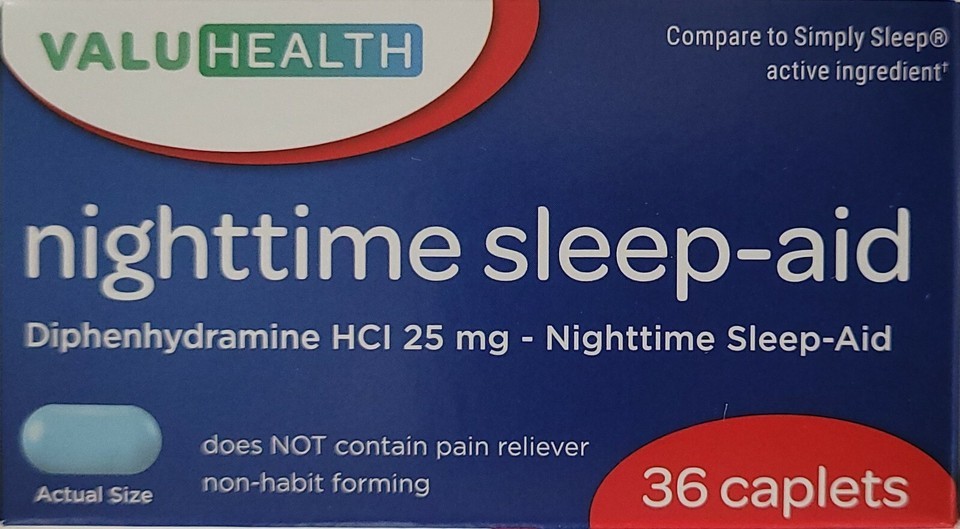 VALUHEALTH
Compare to Simply Sleep®
active ingredient†
nighttime sleep-aid
Diphenhydramine HCl 25 mg - Nighttime Sleep-Aid
does NOT contain pain reliever
non-habit forming
Actual Size
36 caplets